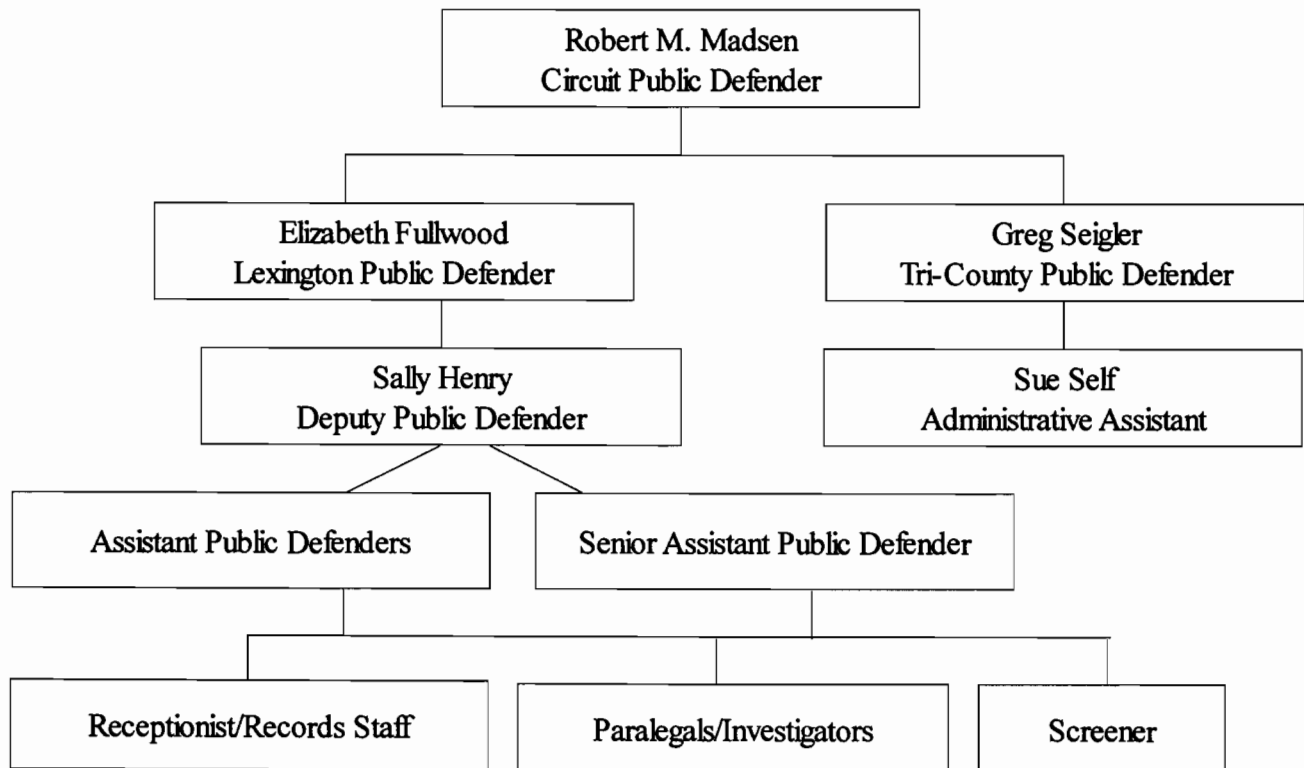 Robert M. Madsen
Circuit Public Defender
Elizabeth Fullwood
Lexington Public Defender
Greg Seigler
Tri-County Public Defender
Sally Henry
Deputy Public Defender
Sue Self
Administrative Assistant
Assistant Public Defenders
Senior Assistant Public Defender
Receptionist/Records Staff
Paralegals/Investigators
Screener